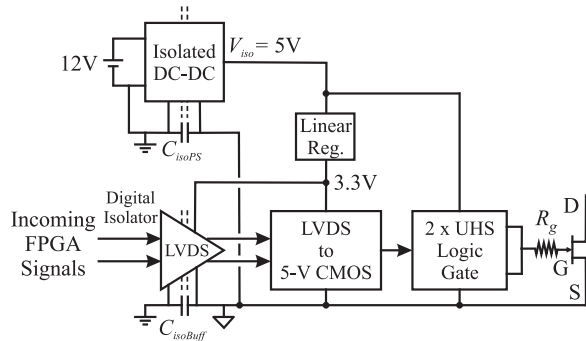 Isolated
DC-DC
V_iso = 5V
12V
C_isoPS
Linear
Reg.
3.3V
Digital
Isolator
Incoming
FPGA
Signals
LVDS
LVDS
to
5-V CMOS
2 x UHS
Logic
Gate
R_g
D
G
S
C_isoBuff